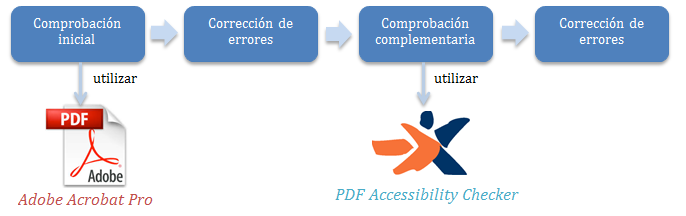 Comprobación
inicial
Corrección de
errores
Comprobación
complementaria
Corrección de
errores
utilizar
utilizar
PDF
Adobe
Adobe Acrobat Pro
PDF Accessibility Checker